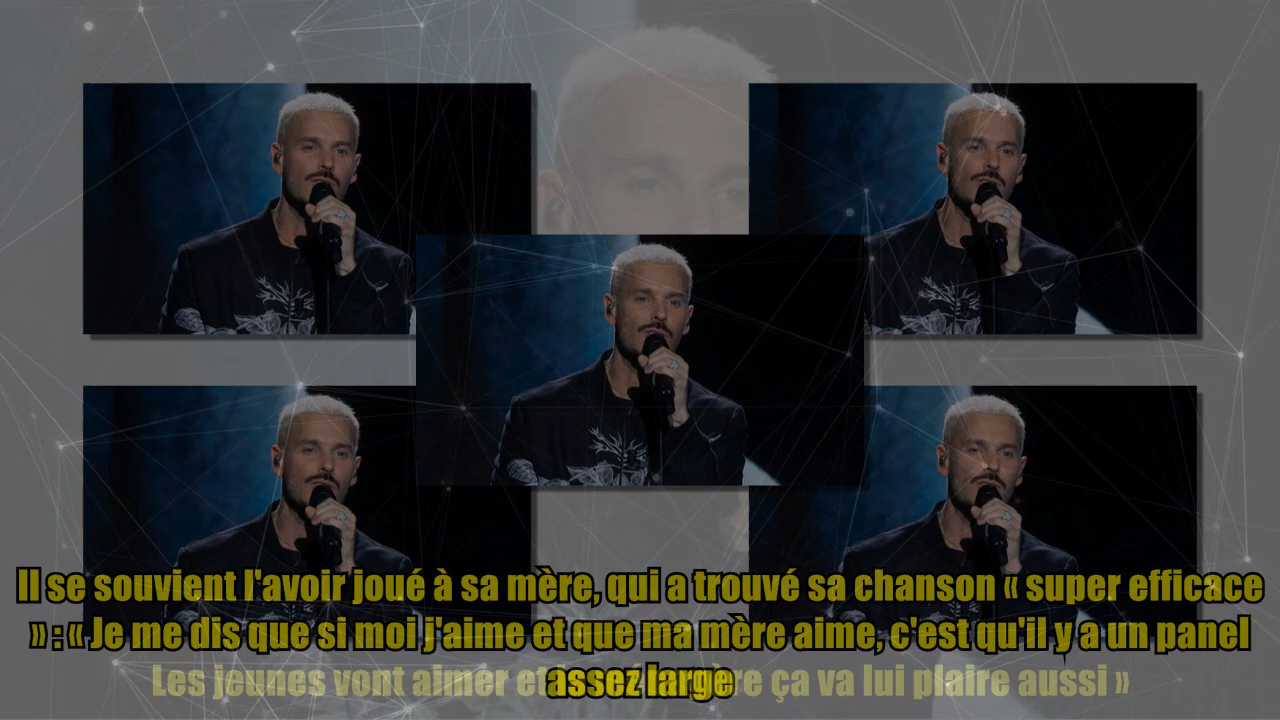 Il se souvient l'avoir joué à sa mère, qui a trouvé sa chanson « super efficace
» : « Je me dis que si moi j'aime et que ma mère aime, c'est qu'il y a un panel
assez large
Les jeunes vont aimer et ça va lui plaire aussi »